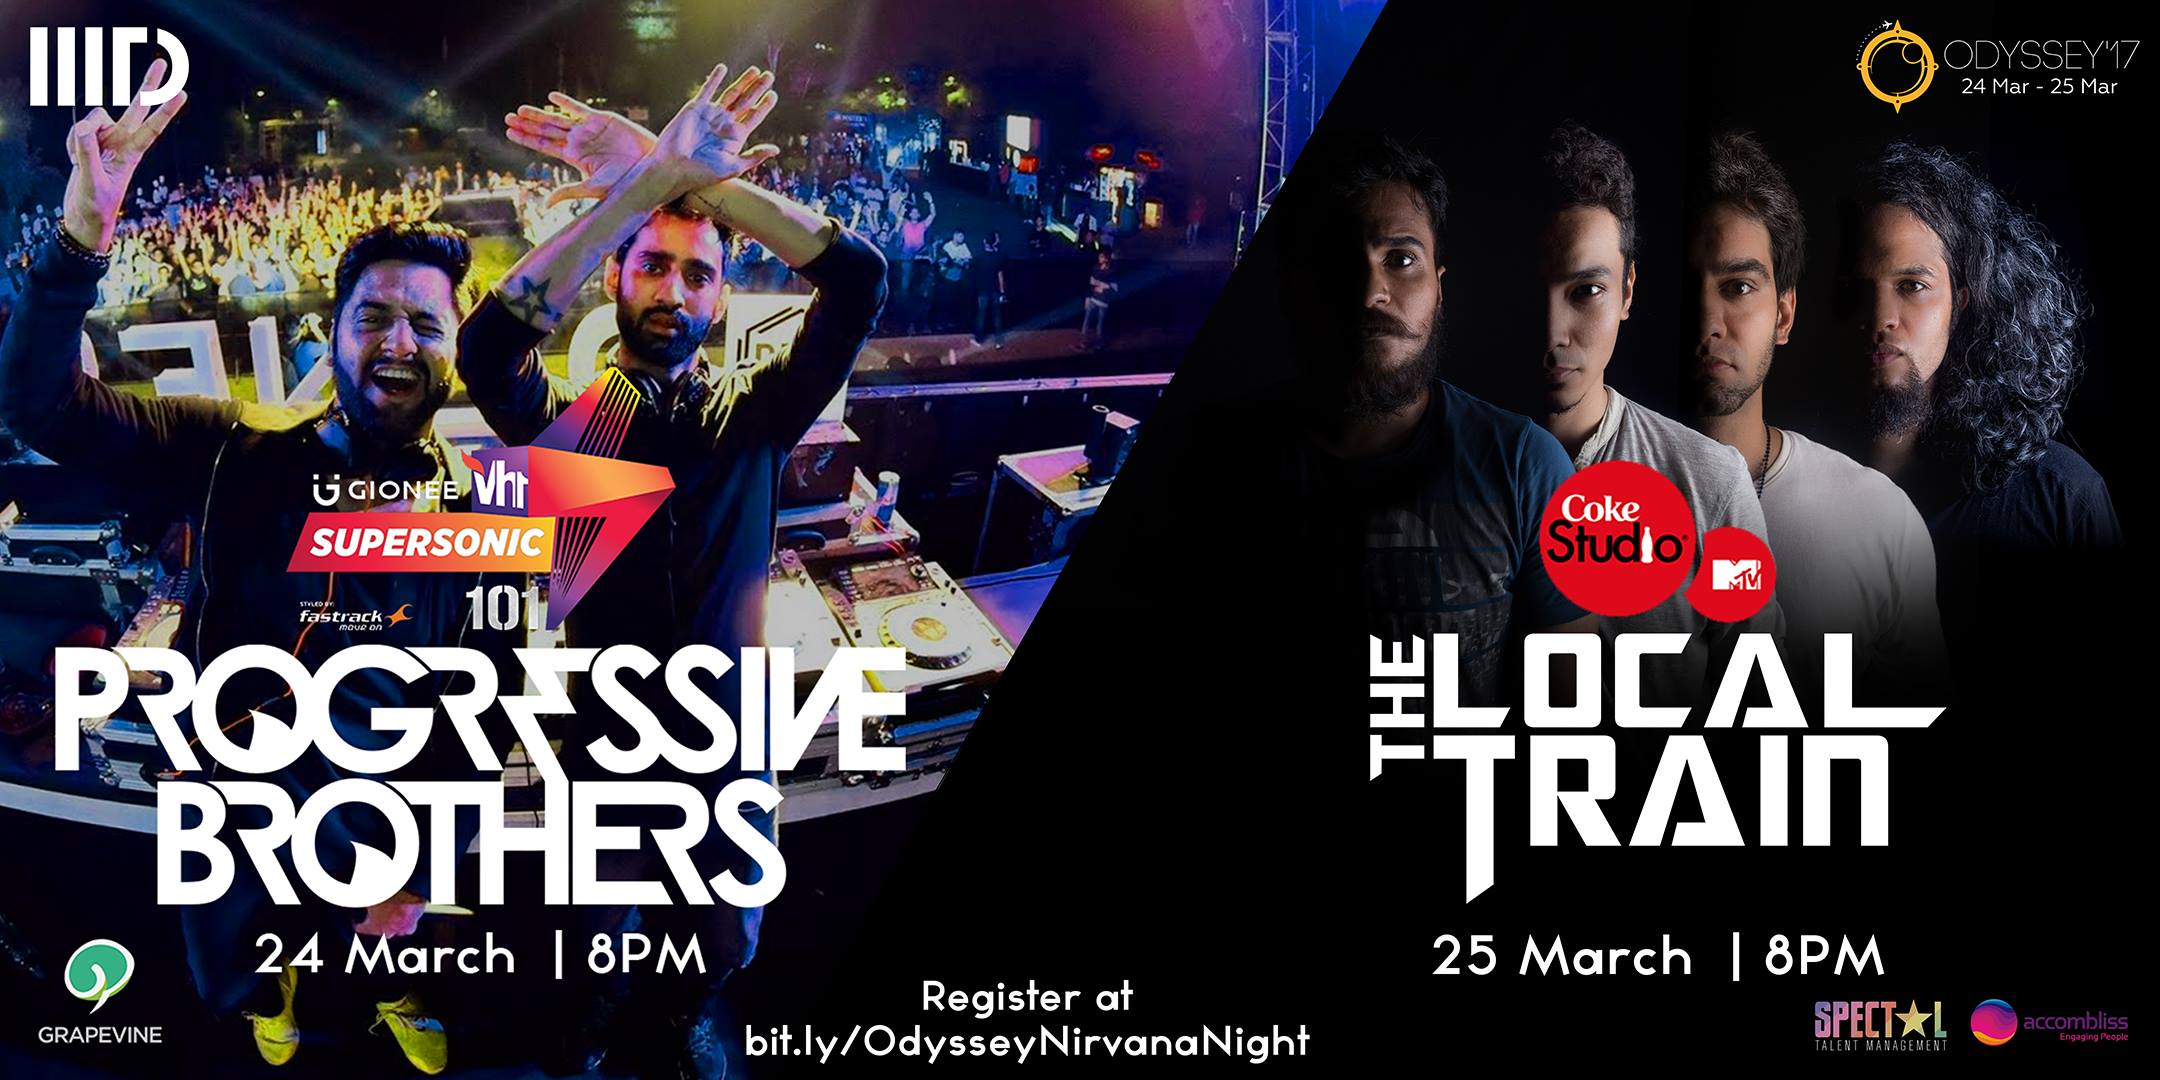 IIITD
ODYSSEY'17
24 Mar - 25 Mar
GIONEE
Vh1
SUPERSONIC
STYLED BY:
fastrack
move on
101
PROGRESSIVE
BROTHERS
24 March | 8PM
GRAPEVINE
Register at
bit.ly/OdysseyNirvanaNight
Coke
Studio
MTV
THE
LOCAL
TRAIN
25 March | 8PM
SPECTAL
TALENT MANAGEMENT
accombliss
Engaging People